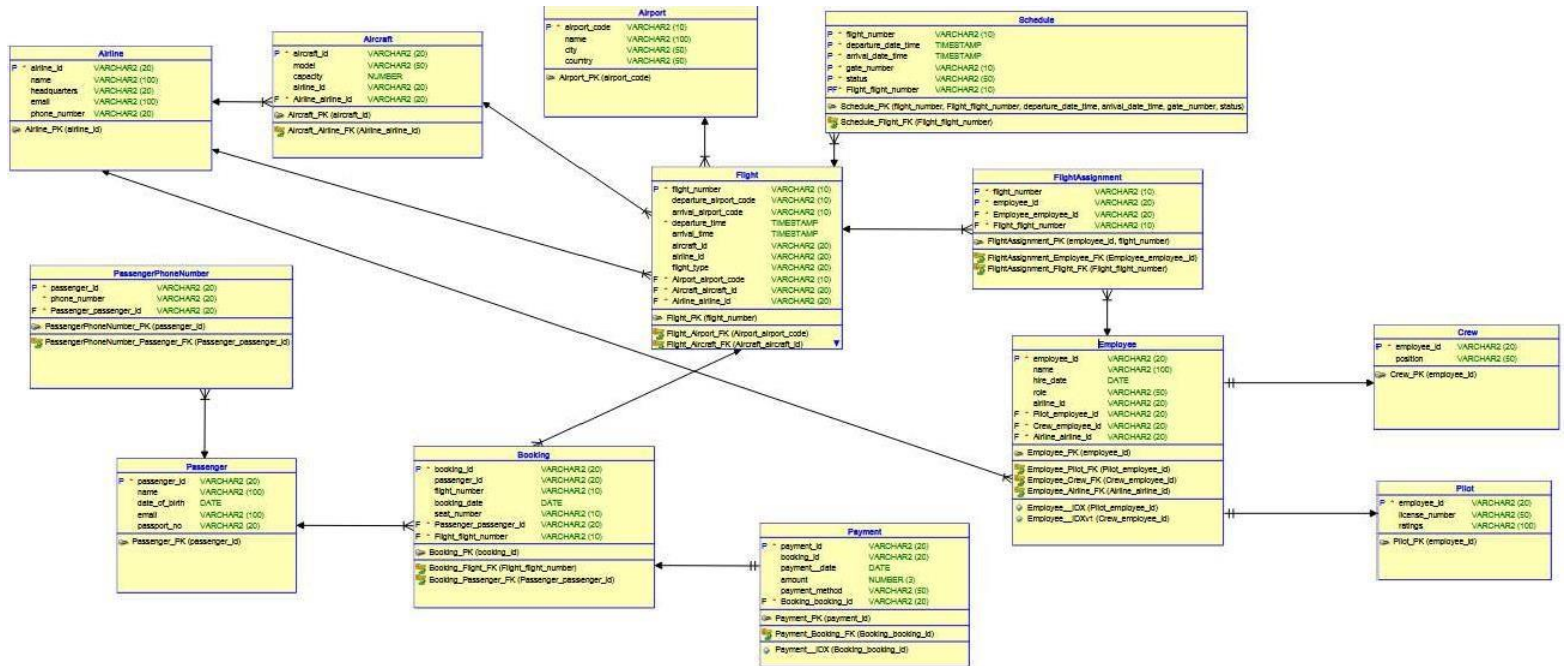 Airline
P * airline_id VARCHAR2 (20)
name VARCHAR2 (100)
headquarters VARCHAR2 (20)
email VARCHAR2 (100)
phone_number VARCHAR2 (20)
Airline_PK (airline_id)
Aircraft
P * aircraft_id VARCHAR2 (20)
model VARCHAR2 (50)
capacity NUMBER
airline_id VARCHAR2 (20)
F * Airline_airline_id VARCHAR2 (20)
Aircraft_PK (aircraft_id)
Aircraft_Airline_FK (Airline_airline_id)
Airport
P * airport_code VARCHAR2 (10)
name VARCHAR2 (100)
city VARCHAR2 (50)
country VARCHAR2 (50)
Airport_PK (airport_code)
Schedule
P * flight_number VARCHAR2 (10)
P * departure_date_time TIMESTAMP
P * arrival_date_time TIMESTAMP
P * gate_number VARCHAR2 (10)
P * status VARCHAR2 (50)
PF* Flight_flight_number VARCHAR2 (10)
Schedule_PK (flight_number, Flight_flight_number, departure_date_time, arrival_date_time, gate_number, status)
Schedule_Flight_FK (Flight_flight_number)
Flight
P * flight_number VARCHAR2 (10)
departure_airport_code VARCHAR2 (10)
arrival_airport_code VARCHAR2 (10)
* departure_time TIMESTAMP
arrival_time TIMESTAMP
aircraft_id VARCHAR2 (20)
airline_id VARCHAR2 (20)
flight_type VARCHAR2 (20)
F * Airport_airport_code VARCHAR2 (10)
F * Aircraft_aircraft_id VARCHAR2 (20)
F * Airline_airline_id VARCHAR2 (20)
Flight_PK (flight_number)
Flight_Airport_FK (Airport_airport_code)
Flight_Aircraft_FK (Aircraft_aircraft_id)
FlightAssignment
P * flight_number VARCHAR2 (10)
P * employee_id VARCHAR2 (20)
F * Employee_employee_id VARCHAR2 (20)
F * Flight_flight_number VARCHAR2 (10)
FlightAssignment_PK (employee_id, flight_number)
FlightAssignment_Employee_FK (Employee_employee_id)
FlightAssignment_Flight_FK (Flight_flight_number)
PassengerPhoneNumber
P * passenger_id VARCHAR2 (20)
* phone_number VARCHAR2 (20)
F * Passenger_passenger_id VARCHAR2 (20)
PassengerPhoneNumber_PK (passenger_id)
PassengerPhoneNumber_Passenger_FK (Passenger_passenger_id)
Employee
P * employee_id VARCHAR2 (20)
name VARCHAR2 (100)
hire_date DATE
role VARCHAR2 (50)
airline_id VARCHAR2 (20)
F * Pilot_employee_id VARCHAR2 (20)
F * Crew_employee_id VARCHAR2 (20)
F * Airline_airline_id VARCHAR2 (20)
Employee_PK (employee_id)
Employee_Pilot_FK (Pilot_employee_id)
Employee_Crew_FK (Crew_employee_id)
Employee_Airline_FK (Airline_airline_id)
Employee__IDX (Pilot_employee_id)
Employee__IDXv1 (Crew_employee_id)
Crew
P * employee_id VARCHAR2 (20)
position VARCHAR2 (50)
Crew_PK (employee_id)
Passenger
P * passenger_id VARCHAR2 (20)
name VARCHAR2 (100)
date_of_birth DATE
email VARCHAR2 (100)
passport_no VARCHAR2 (20)
Passenger_PK (passenger_id)
Booking
P * booking_id VARCHAR2 (20)
passenger_id VARCHAR2 (20)
flight_number VARCHAR2 (10)
booking_date DATE
seat_number VARCHAR2 (10)
F * Passenger_passenger_id VARCHAR2 (20)
F * Flight_flight_number VARCHAR2 (10)
Booking_PK (booking_id)
Booking_Flight_FK (Flight_flight_number)
Booking_Passenger_FK (Passenger_passenger_id)
Pilot
P * employee_id VARCHAR2 (20)
license_number VARCHAR2 (50)
ratings VARCHAR2 (100)
Pilot_PK (employee_id)
Payment
P * payment_id VARCHAR2 (20)
booking_id VARCHAR2 (20)
payment__date DATE
amount NUMBER (3)
payment_method VARCHAR2 (50)
F * Booking_booking_id VARCHAR2 (20)
Payment_PK (payment_id)
Payment_Booking_FK (Booking_booking_id)
Payment__IDX (Booking_booking_id)